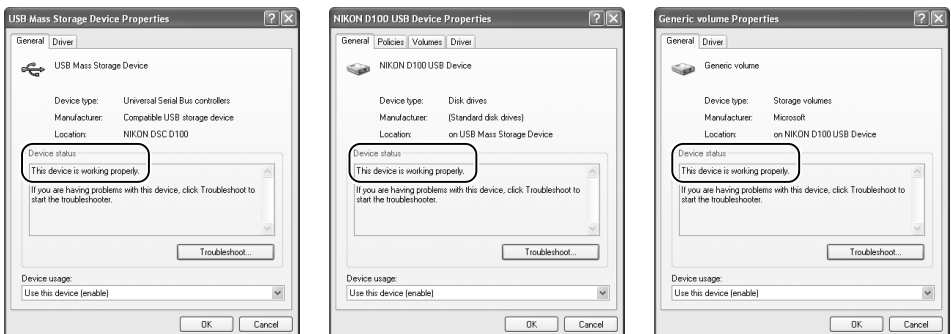 USB Mass Storage Device Properties
General Driver
USB Mass Storage Device
Device type: Universal Serial Bus controllers
Manufacturer: Compatible USB storage device
Location: NIKON DSC D100
Device status
This device is working properly.
If you are having problems with this device, click Troubleshoot to
start the troubleshooter.
Troubleshoot...
Device usage:
Use this device (enable)
OK Cancel
NIKON D100 USB Device Properties
General Policies Volumes Driver
NIKON D100 USB Device
Device type: Disk drives
Manufacturer: (Standard disk drives)
Location: on USB Mass Storage Device
Device status
This device is working properly.
If you are having problems with this device, click Troubleshoot to
start the troubleshooter.
Troubleshoot...
Device usage:
Use this device (enable)
OK Cancel
Generic volume Properties
General Driver
Generic volume
Device type: Storage volumes
Manufacturer: Microsoft
Location: on NIKON D100 USB Device
Device status
This device is working properly.
If you are having problems with this device, click Troubleshoot to
start the troubleshooter.
Troubleshoot...
Device usage:
Use this device (enable)
OK Cancel